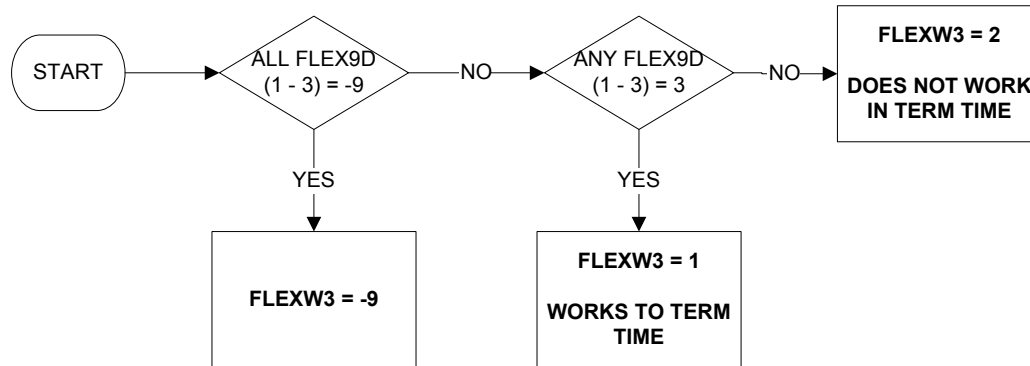 START
ALL FLEX9D
(1 - 3) = -9
NO
ANY FLEX9D
(1 - 3) = 3
NO
FLEXW3 = 2
DOES NOT WORK
IN TERM TIME
YES
YES
FLEXW3 = -9
FLEXW3 = 1
WORKS TO TERM
TIME